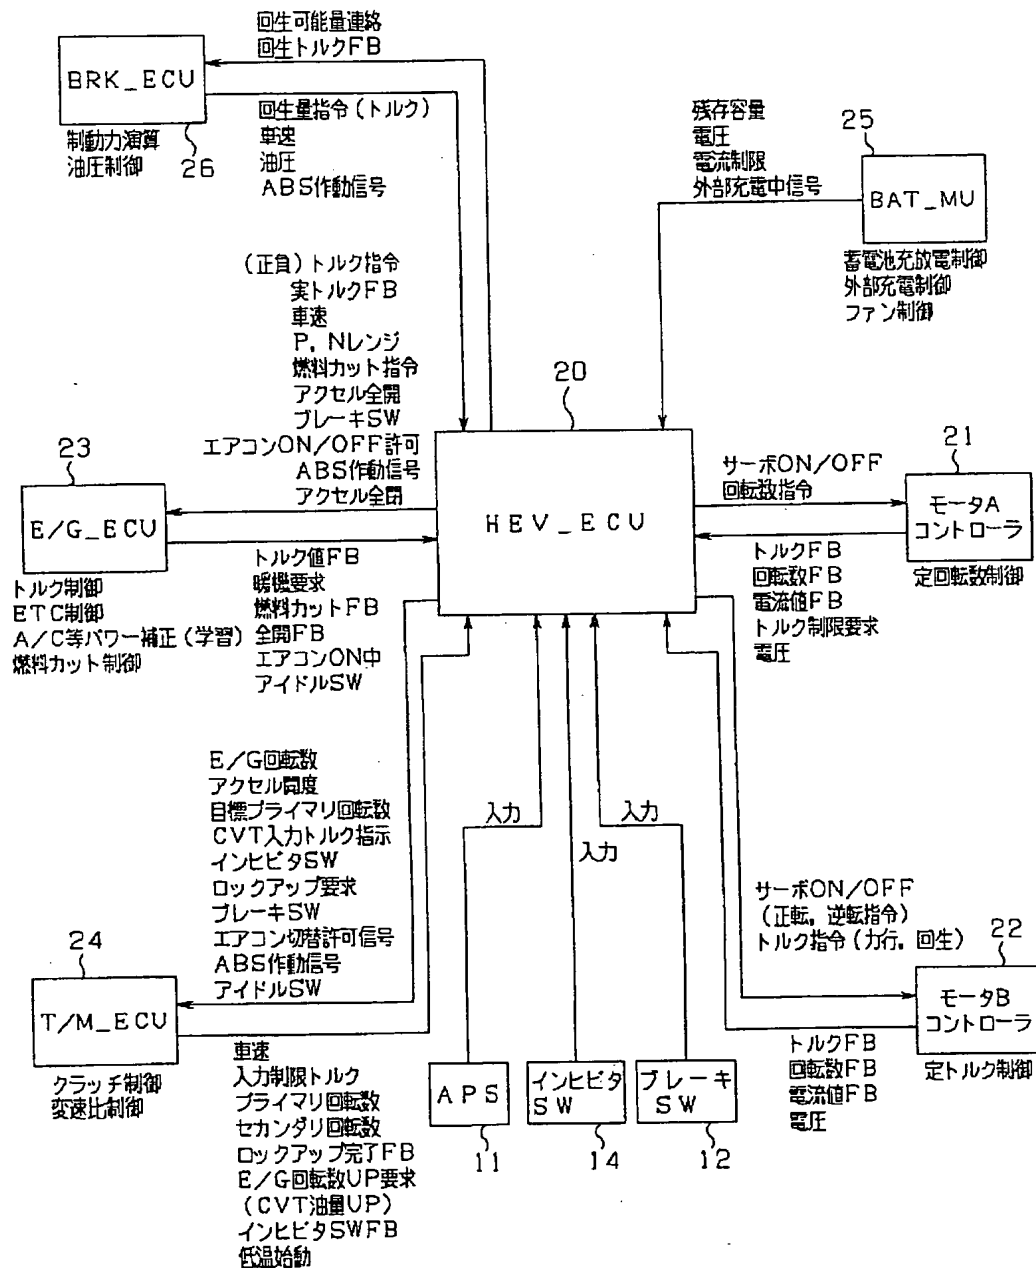 回生可能量連絡
回生トルクFB
BRK_ECU
制動力演算
油圧制御
26
回生量指令(トルク)
車速
油圧
ABS作動信号
残存容量
電圧
電流制限
外部充電中信号
25
BAT_MU
蓄電池充放電制御
外部充電制御
ファン制御
(正負)トルク指令
実トルクFB
車速
P,Nレンジ
燃料カット指令
アクセル全開
ブレーキSW
エアコンON/OFF許可
ABS作動信号
アクセル全閉
20
HEV_ECU
23
E/G_ECU
トルク制御
ETC制御
A/C等パワー補正(学習)
燃料カット制御
トルク値FB
暖機要求
燃料カットFB
全開FB
エアコンON中
アイドルSW
サーボON/OFF
回転数指令
21
モータA
コントローラ
定回転数制御
トルクFB
回転数FB
電流値FB
トルク制限要求
電圧
E/G回転数
アクセル開度
目標プライマリ回転数
CVT入力トルク指示
インヒビタSW
ロックアップ要求
ブレーキSW
エアコン切替許可信号
ABS作動信号
アイドルSW
24
T/M_ECU
クラッチ制御
変速比制御
車速
入力制限トルク
プライマリ回転数
セカンダリ回転数
ロックアップ完了FB
E/G回転数UP要求
(CVT油量UP)
インヒビタSWFB
低温始動
入力
入力
入力
APS
11
インヒビタ
SW
14
ブレーキ
SW
12
サーボON/OFF
(正転,逆転指令)
トルク指令(力行,回生)
22
モータB
コントローラ
定トルク制御
トルクFB
回転数FB
電流値FB
電圧